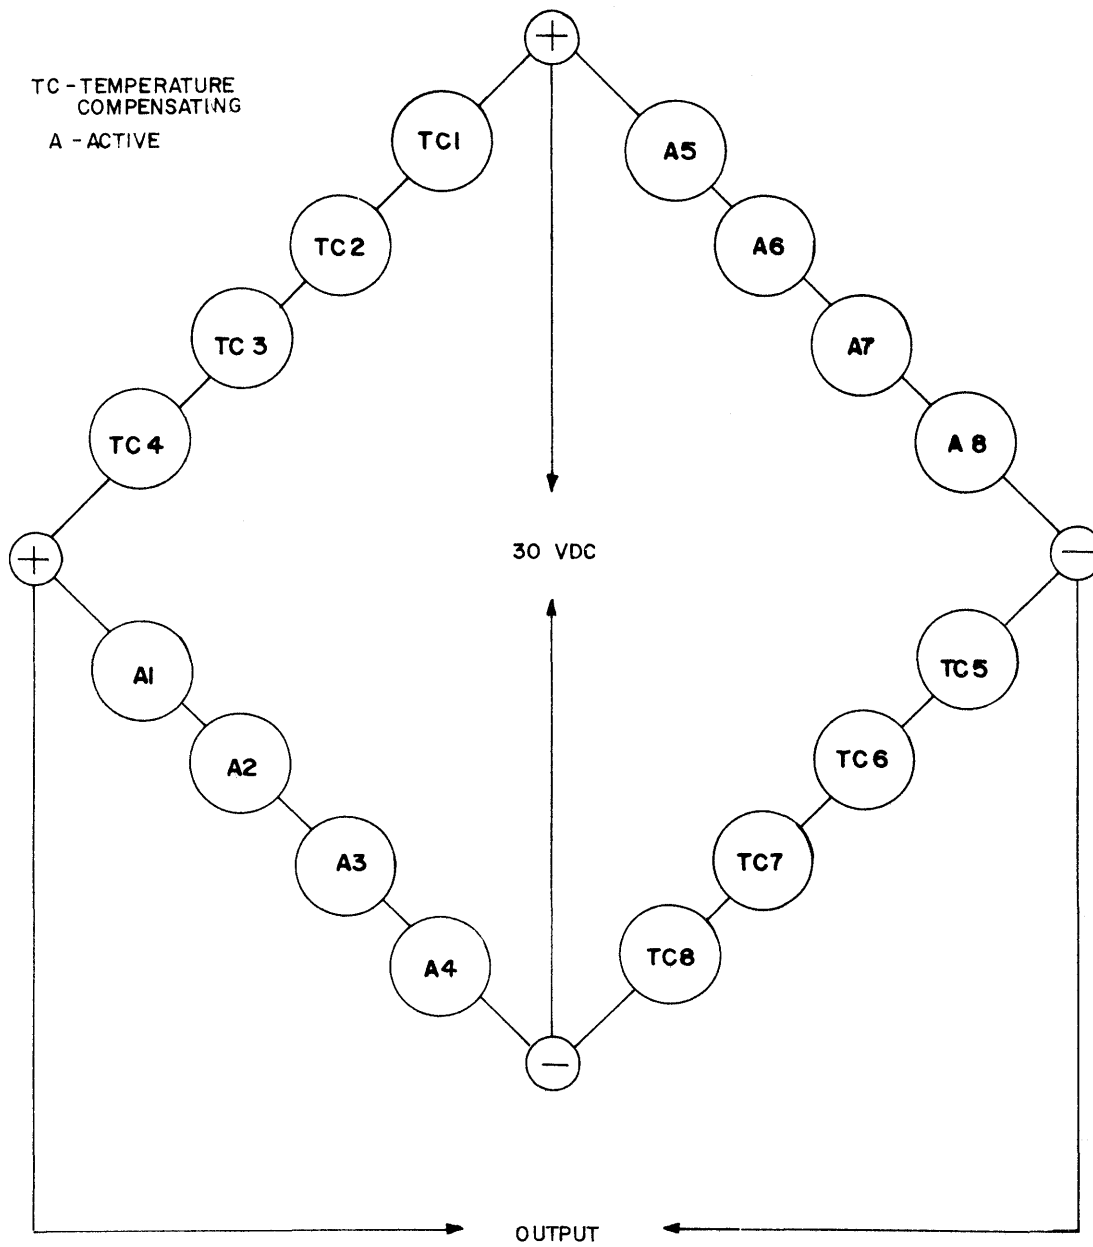 +
TC - TEMPERATURE
COMPENSATING
A - ACTIVE
TC1
A5
TC2
A6
TC3
A7
TC4
A8
+
30 VDC
−
A1
TC5
A2
TC6
A3
TC7
A4
TC8
−
OUTPUT